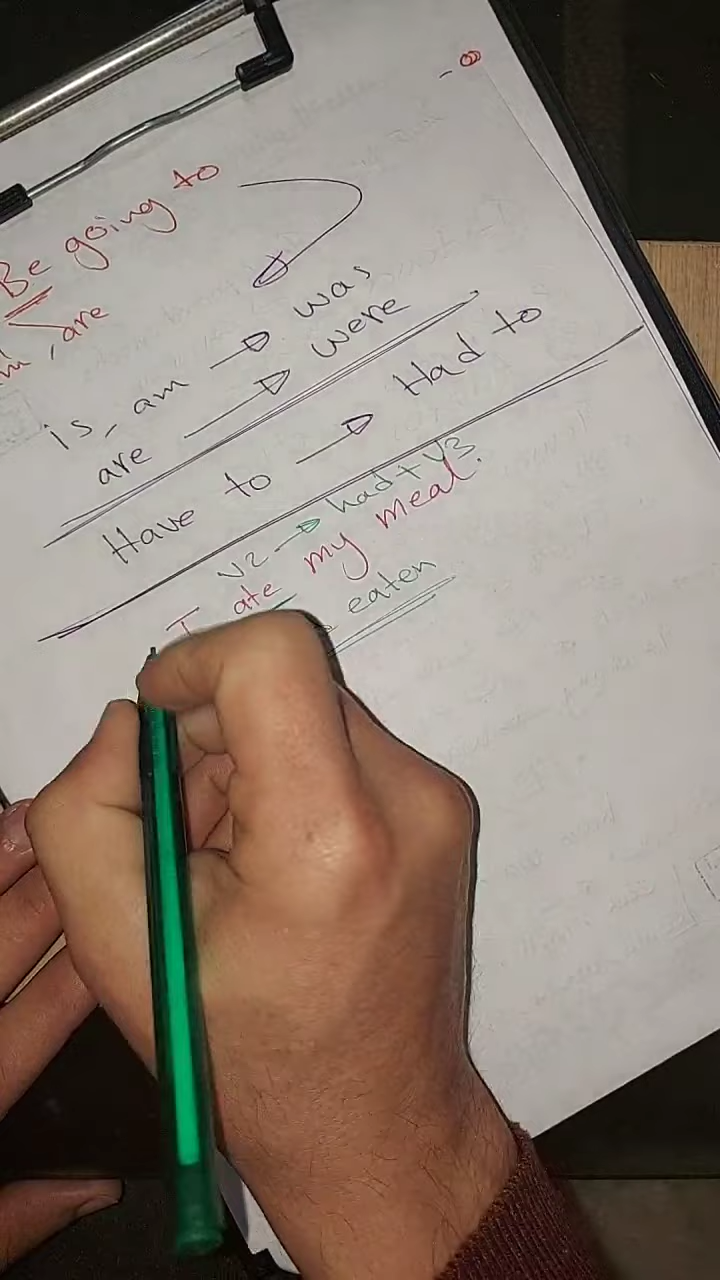 Be going to
, are
is, am → was
are → were
Have to → Had to
V2 → had + V3
I ate my meal.
eaten